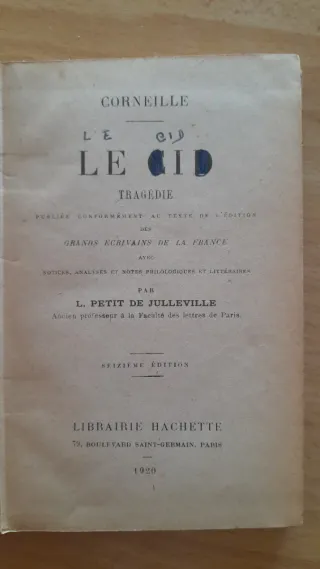 CORNEILLE
LE CID
LE CID
TRAGÉDIE
PUBLIÉE CONFORMÉMENT AU TEXTE DE L'ÉDITION
DES
GRANDS ECRIVAINS DE LA FRANCE
AVEC
NOTICES, ANALYSES ET NOTES PHILOLOGIQUES ET LITTÉRAIRES
PAR
L. PETIT DE JULLEVILLE
Ancien professeur à la Faculté des lettres de Paris.
SEIZIÈME ÉDITION
LIBRAIRIE HACHETTE
79, BOULEVARD SAINT-GERMAIN, PARIS
1920